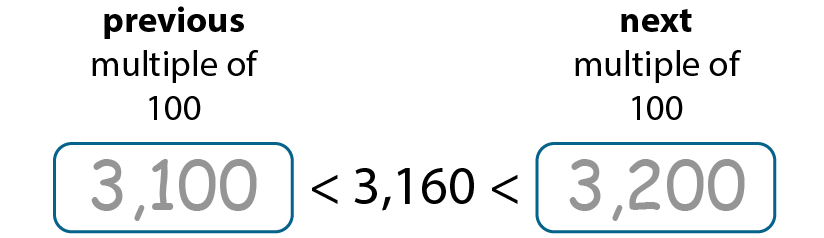 previous
multiple of
100
next
multiple of
100
3,100 < 3,160 < 3,200